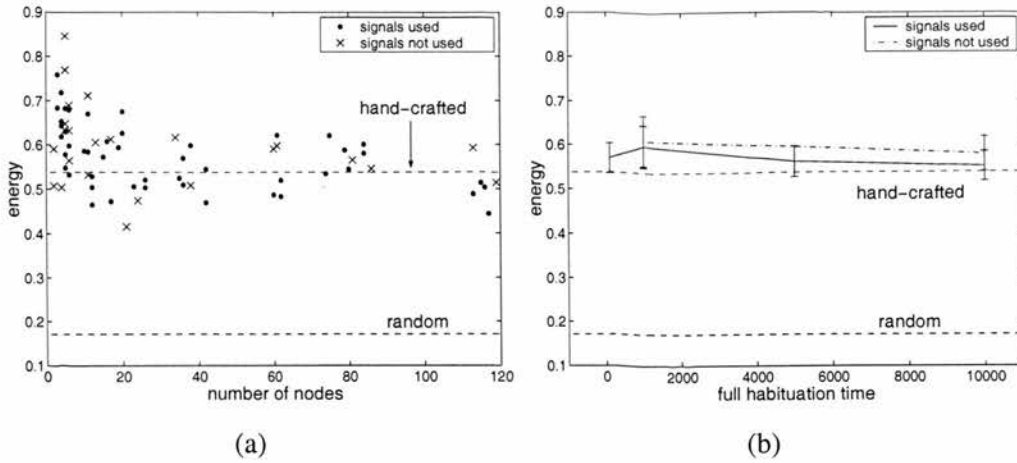 0.9
0.8
0.7
0.6
0.5
0.4
0.3
0.2
0.1
energy
signals used
signals not used
hand-crafted
random
0 20 40 60 80 100 120
number of nodes
(a)
0.9
0.8
0.7
0.6
0.5
0.4
0.3
0.2
0.1
energy
signals used
signals not used
hand-crafted
random
0 2000 4000 6000 8000 10000
full habituation time
(b)